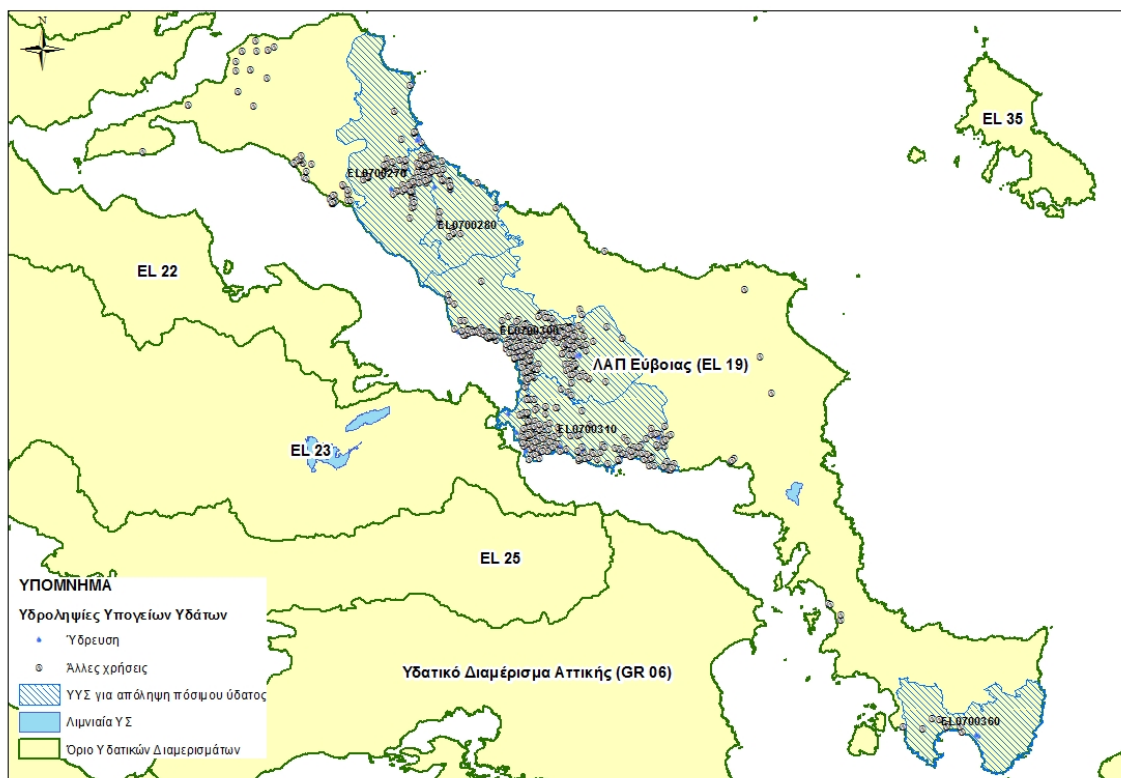 N
EL 35
EL0700270
EL0700280
EL 22
EL0700300
ΛΑΠ Εύβοιας (EL 19)
EL0700310
EL 23
EL 25
ΥΠΟΜΝΗΜΑ
Υδροληψίες Υπογείων Υδάτων
Ύδρευση
Άλλες χρήσεις
ΥΥΣ για απόληψη πόσιμου ύδατος
Λιμναία ΥΣ
Όριο Υδατικών Διαμερισμάτων
Υδατικό Διαμέρισμα Αττικής (GR 06)
EL0700360